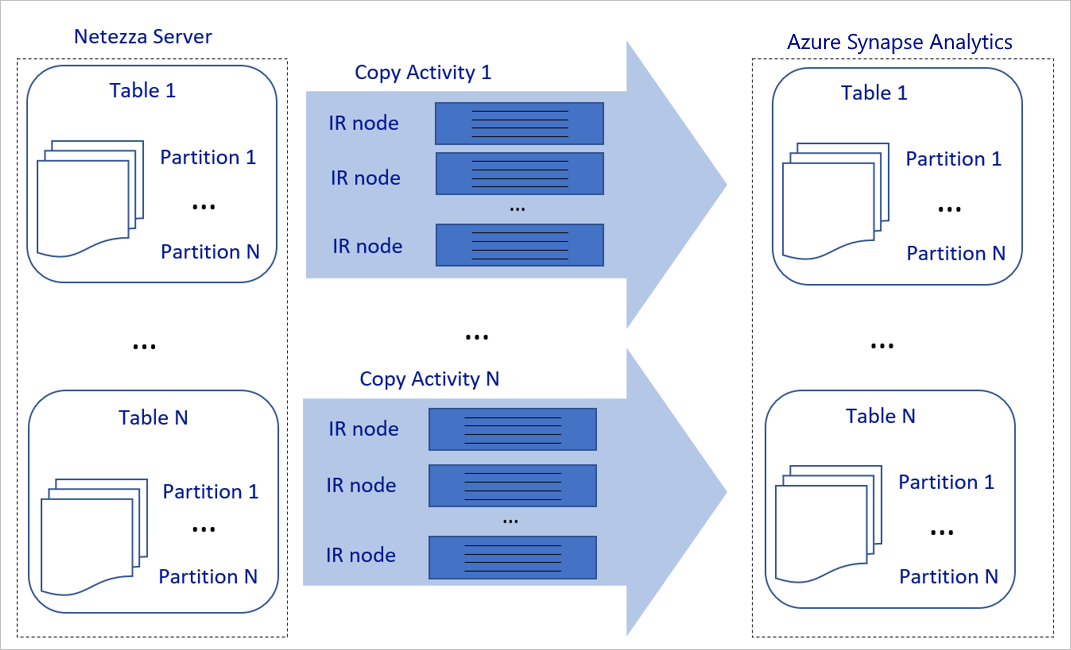 Netezza Server
Table 1
Partition 1
...
Partition N
...
Table N
Partition 1
...
Partition N
Copy Activity 1
IR node
IR node
...
IR node
...
Copy Activity N
IR node
IR node
...
IR node
Azure Synapse Analytics
Table 1
Partition 1
...
Partition N
...
Table N
Partition 1
...
Partition N